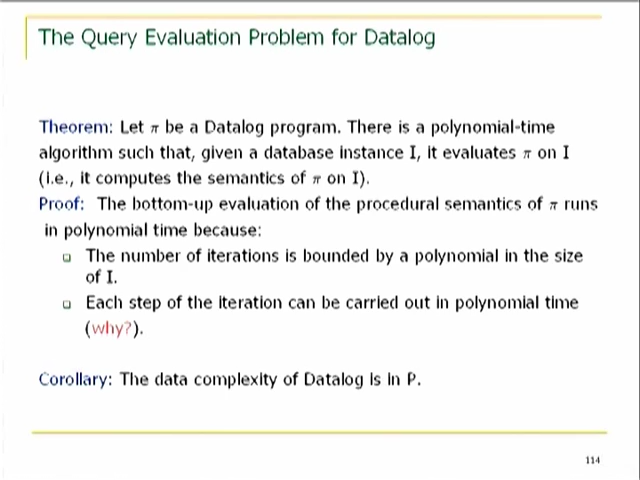 The Query Evaluation Problem for Datalog
Theorem: Let π be a Datalog program. There is a polynomial-time
algorithm such that, given a database instance I, it evaluates π on I
(i.e., it computes the semantics of π on I).
Proof: The bottom-up evaluation of the procedural semantics of π runs
in polynomial time because:
The number of iterations is bounded by a polynomial in the size
of I.
Each step of the iteration can be carried out in polynomial time
(why?).
Corollary: The data complexity of Datalog is in P.
114